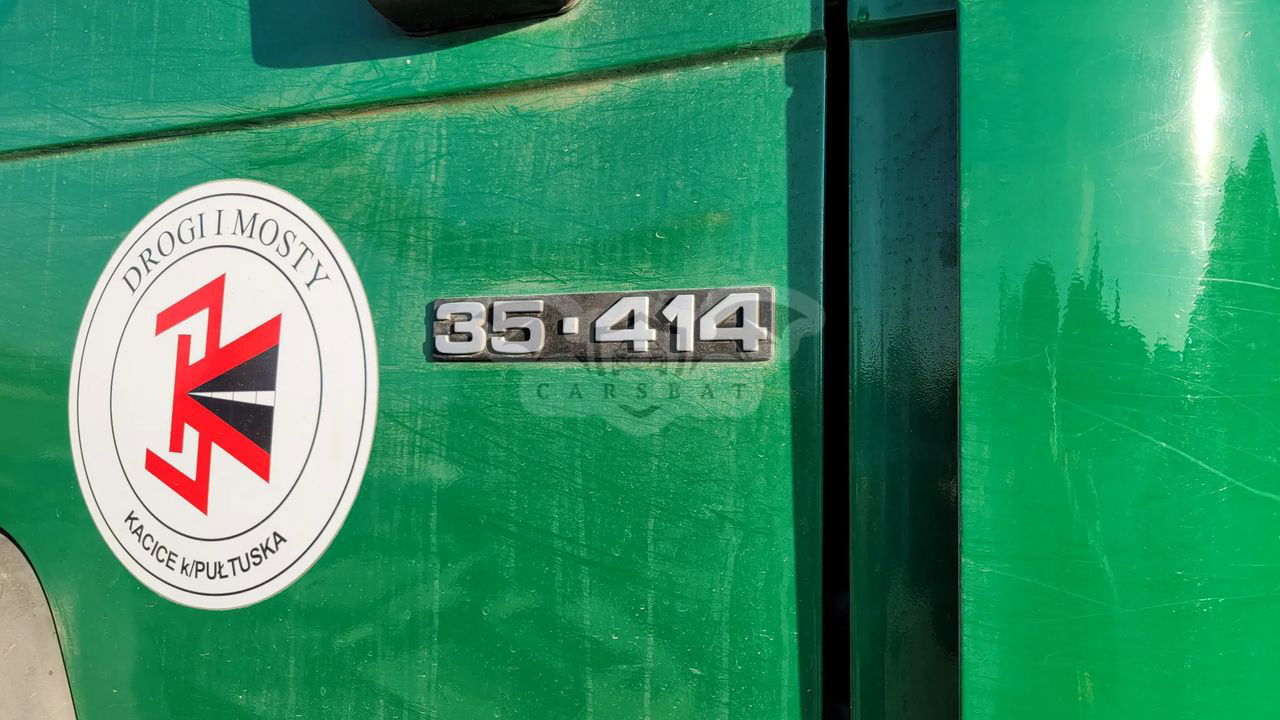 DROGI I MOSTY
KACICE k/PUŁTUSKA
35·414
CARSBAT